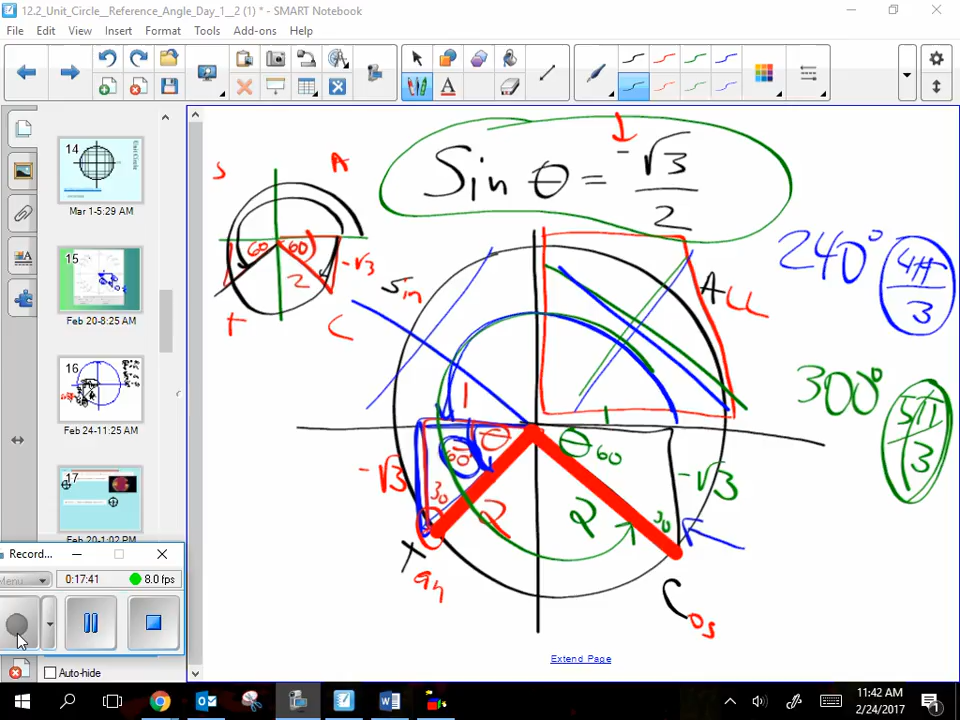 12.2_Unit_Circle__Reference_Angle_Day_1__2 (1) * - SMART Notebook
File Edit View Insert Format Tools Add-ons Help
14
Unit Circle
Mar 1-5:29 AM
15
Feb 20-8:25 AM
16
Feb 24-11:25 AM
17
Feb 20-1:02 PM
S A
60 60
2 -√3
T C
Sin θ = -√3
2
240° 4π
3
300° 5π
3
Sin ALL
1
θ θ 60
60
-√3 30 2 2 30 -√3
Tan Cos
Extend Page
Record...
Menu 0:17:41 8.0 fps
Auto-hide
11:42 AM
2/24/2017
1